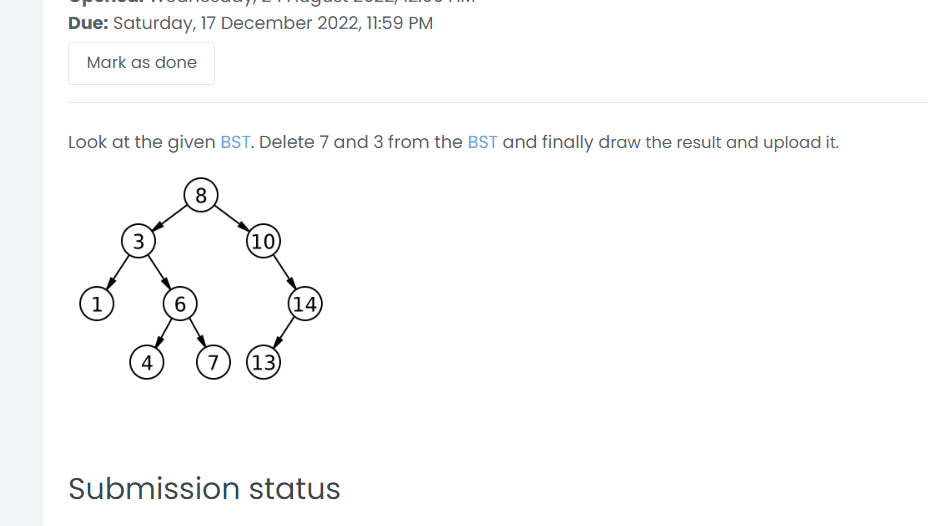 Due: Saturday, 17 December 2022, 11:59 PM
Mark as done
Look at the given BST. Delete 7 and 3 from the BST and finally draw the result and upload it.
8
3 10
1 6 14
4 7 13
Submission status